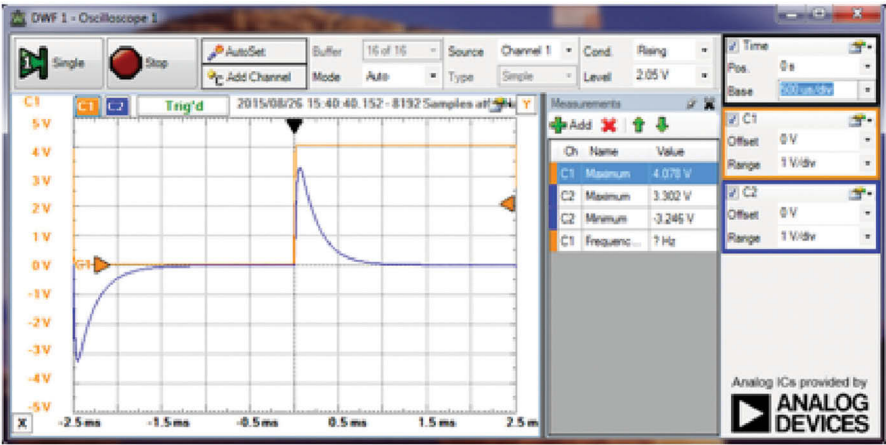 DWF 1 - Oscilloscope 1
Single
Stop
AutoSet
Add Channel
Buffer
16 of 16
Mode
Auto
Source
Channel 1
Type
Simple
Cond.
Rising
Level
2.05 V
Time
Pos.
0 s
Base
500 us/div
C1
C1
C2
Trig'd
2015/08/26 15:40:40.152 - 8192 Samples at
Y
5 V
4 V
3 V
2 V
1 V
0 V
-1 V
-2 V
-3 V
-4 V
-5 V
X
-2.5 ms
-1.5 ms
-0.5 ms
0.5 ms
1.5 ms
2.5 m
Measurements
Add
Ch Name Value
C1 Maximum 4.078 V
C2 Maximum 3.302 V
C2 Minimum -3.246 V
C1 Frequenc... ? Hz
C1
Offset
0 V
Range
1 V/div
C2
Offset
0 V
Range
1 V/div
Analog ICs provided by
ANALOG
DEVICES